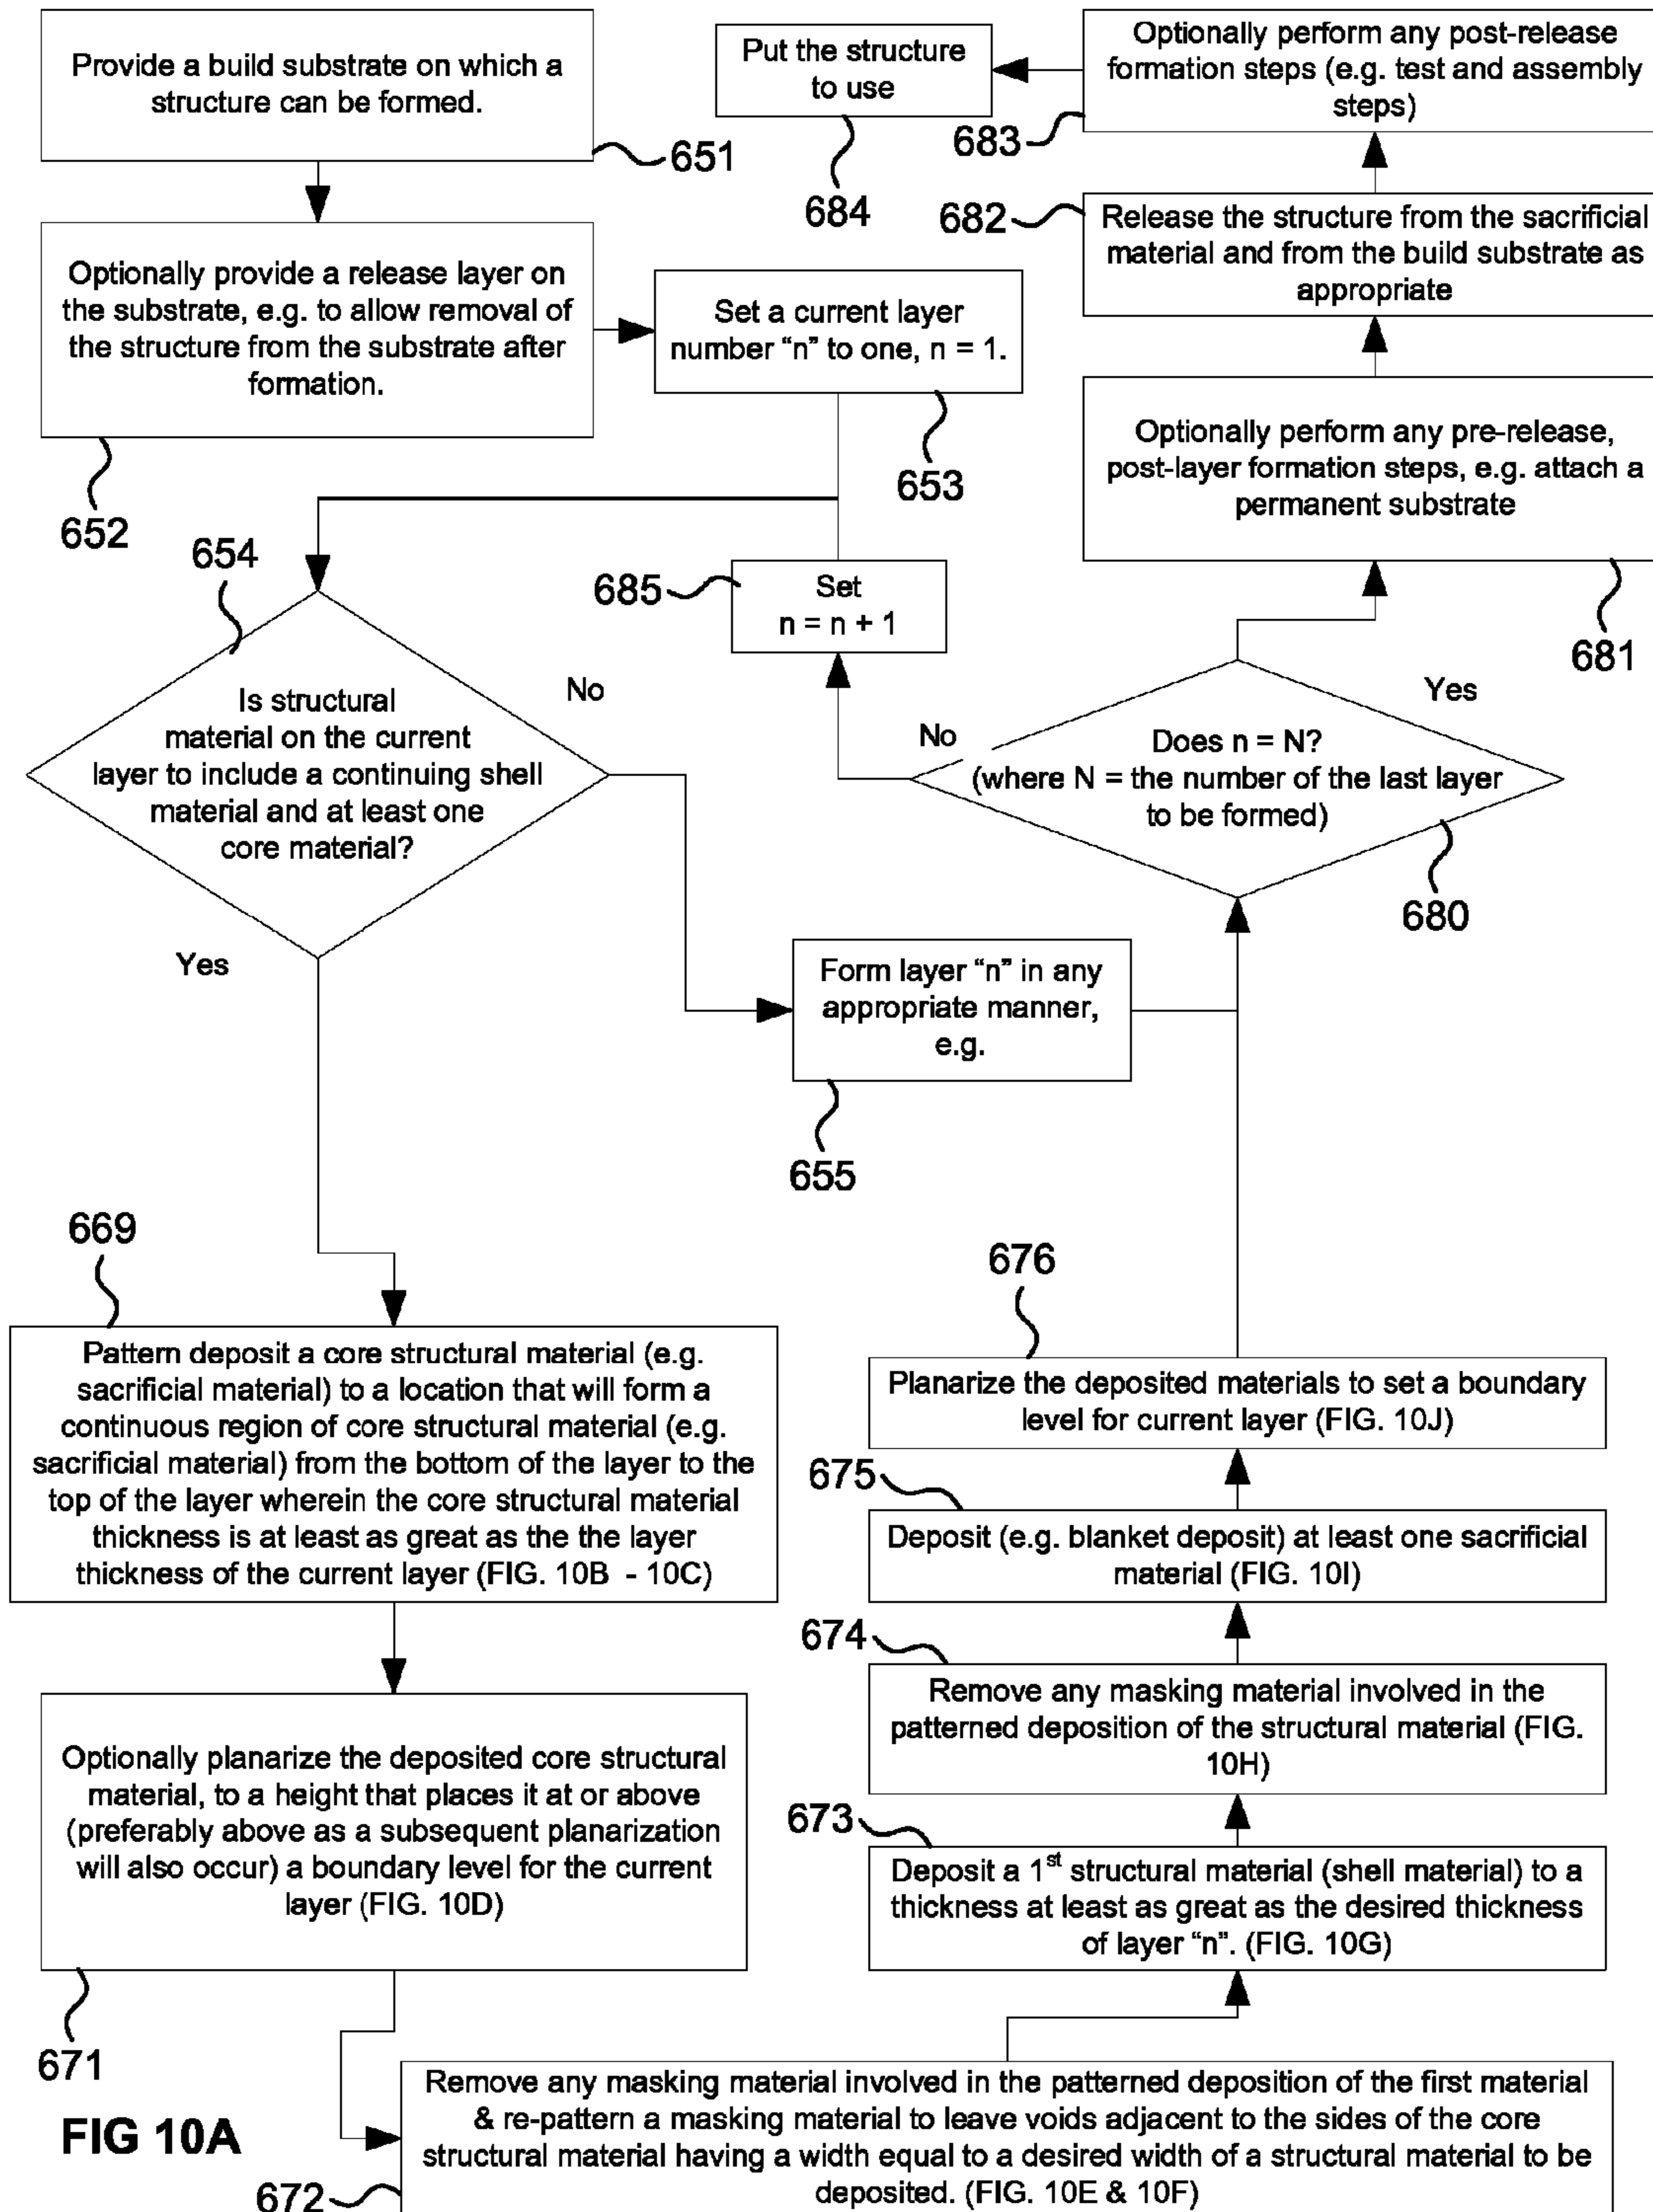 Provide a build substrate on which a
structure can be formed.
651
Optionally provide a release layer on
the substrate, e.g. to allow removal of
the structure from the substrate after
formation.
652
Set a current layer
number “n” to one, n = 1.
653
654
Is structural
material on the current
layer to include a continuing shell
material and at least one
core material?
No
Yes
Form layer “n” in any
appropriate manner,
e.g.
655
669
Pattern deposit a core structural material (e.g.
sacrificial material) to a location that will form a
continuous region of core structural material (e.g.
sacrificial material) from the bottom of the layer to the
top of the layer wherein the core structural material
thickness is at least as great as the the layer
thickness of the current layer (FIG. 10B - 10C)
Optionally planarize the deposited core structural
material, to a height that places it at or above
(preferably above as a subsequent planarization
will also occur) a boundary level for the current
layer (FIG. 10D)
671
Remove any masking material involved in the patterned deposition of the first material
& re-pattern a masking material to leave voids adjacent to the sides of the core
structural material having a width equal to a desired width of a structural material to be
deposited. (FIG. 10E & 10F)
672
673
Deposit a 1st structural material (shell material) to a
thickness at least as great as the desired thickness
of layer “n”. (FIG. 10G)
674
Remove any masking material involved in the
patterned deposition of the structural material (FIG.
10H)
675
Deposit (e.g. blanket deposit) at least one sacrificial
material (FIG. 10I)
676
Planarize the deposited materials to set a boundary
level for current layer (FIG. 10J)
Does n = N?
(where N = the number of the last layer
to be formed)
680
No
Yes
685
Set
n = n + 1
Optionally perform any pre-release,
post-layer formation steps, e.g. attach a
permanent substrate
681
682
Release the structure from the sacrificial
material and from the build substrate as
appropriate
Optionally perform any post-release
formation steps (e.g. test and assembly
steps)
683
Put the structure
to use
684
FIG 10A